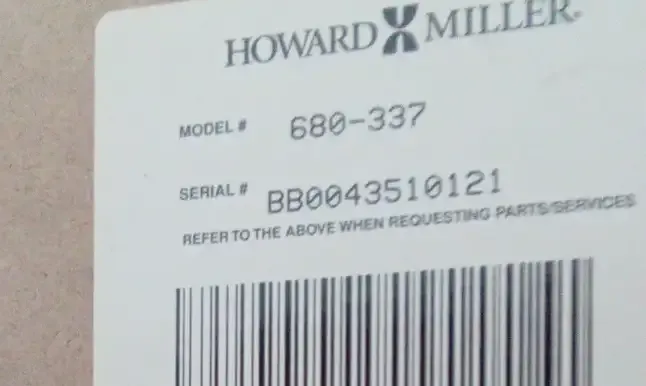 HOWARD MILLER®
MODEL # 680-337
SERIAL # BB0043510121
REFER TO THE ABOVE WHEN REQUESTING PARTS/SERVICES